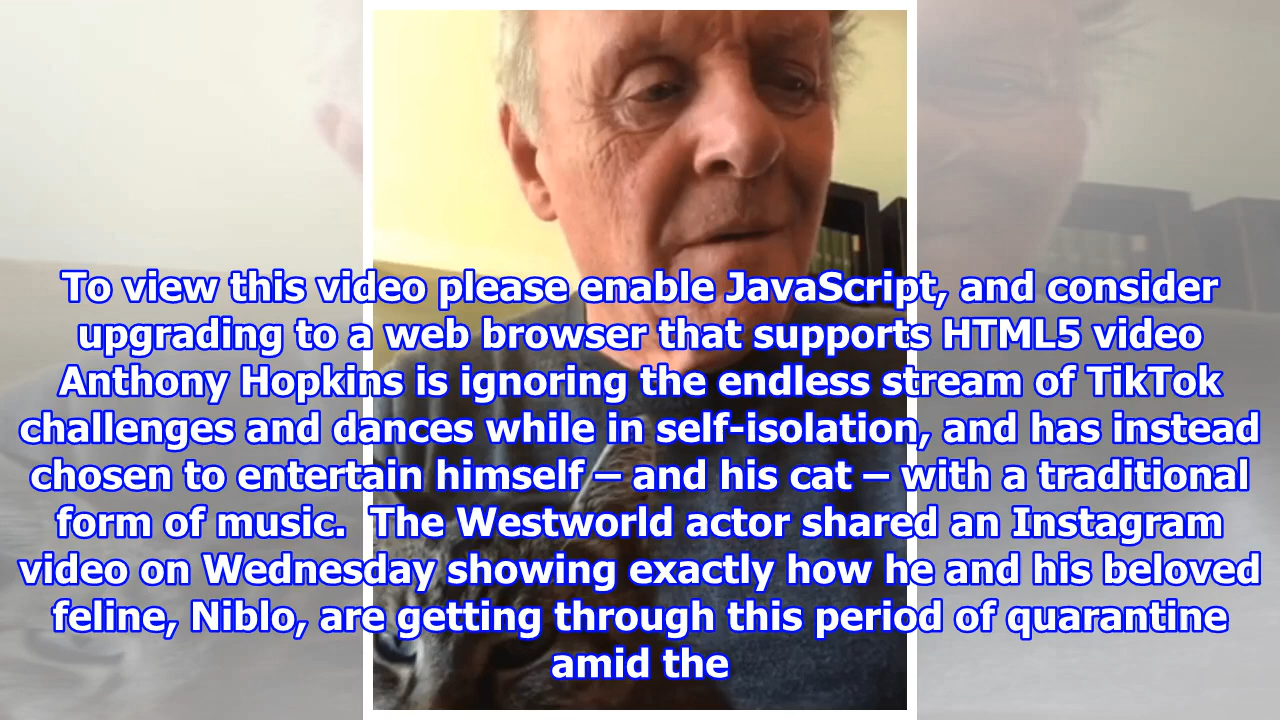 To view this video please enable JavaScript, and consider
upgrading to a web browser that supports HTML5 video
Anthony Hopkins is ignoring the endless stream of TikTok
challenges and dances while in self-isolation, and has instead
chosen to entertain himself – and his cat – with a traditional
form of music.  The Westworld actor shared an Instagram
video on Wednesday showing exactly how he and his beloved
feline, Niblo, are getting through this period of quarantine
amid the